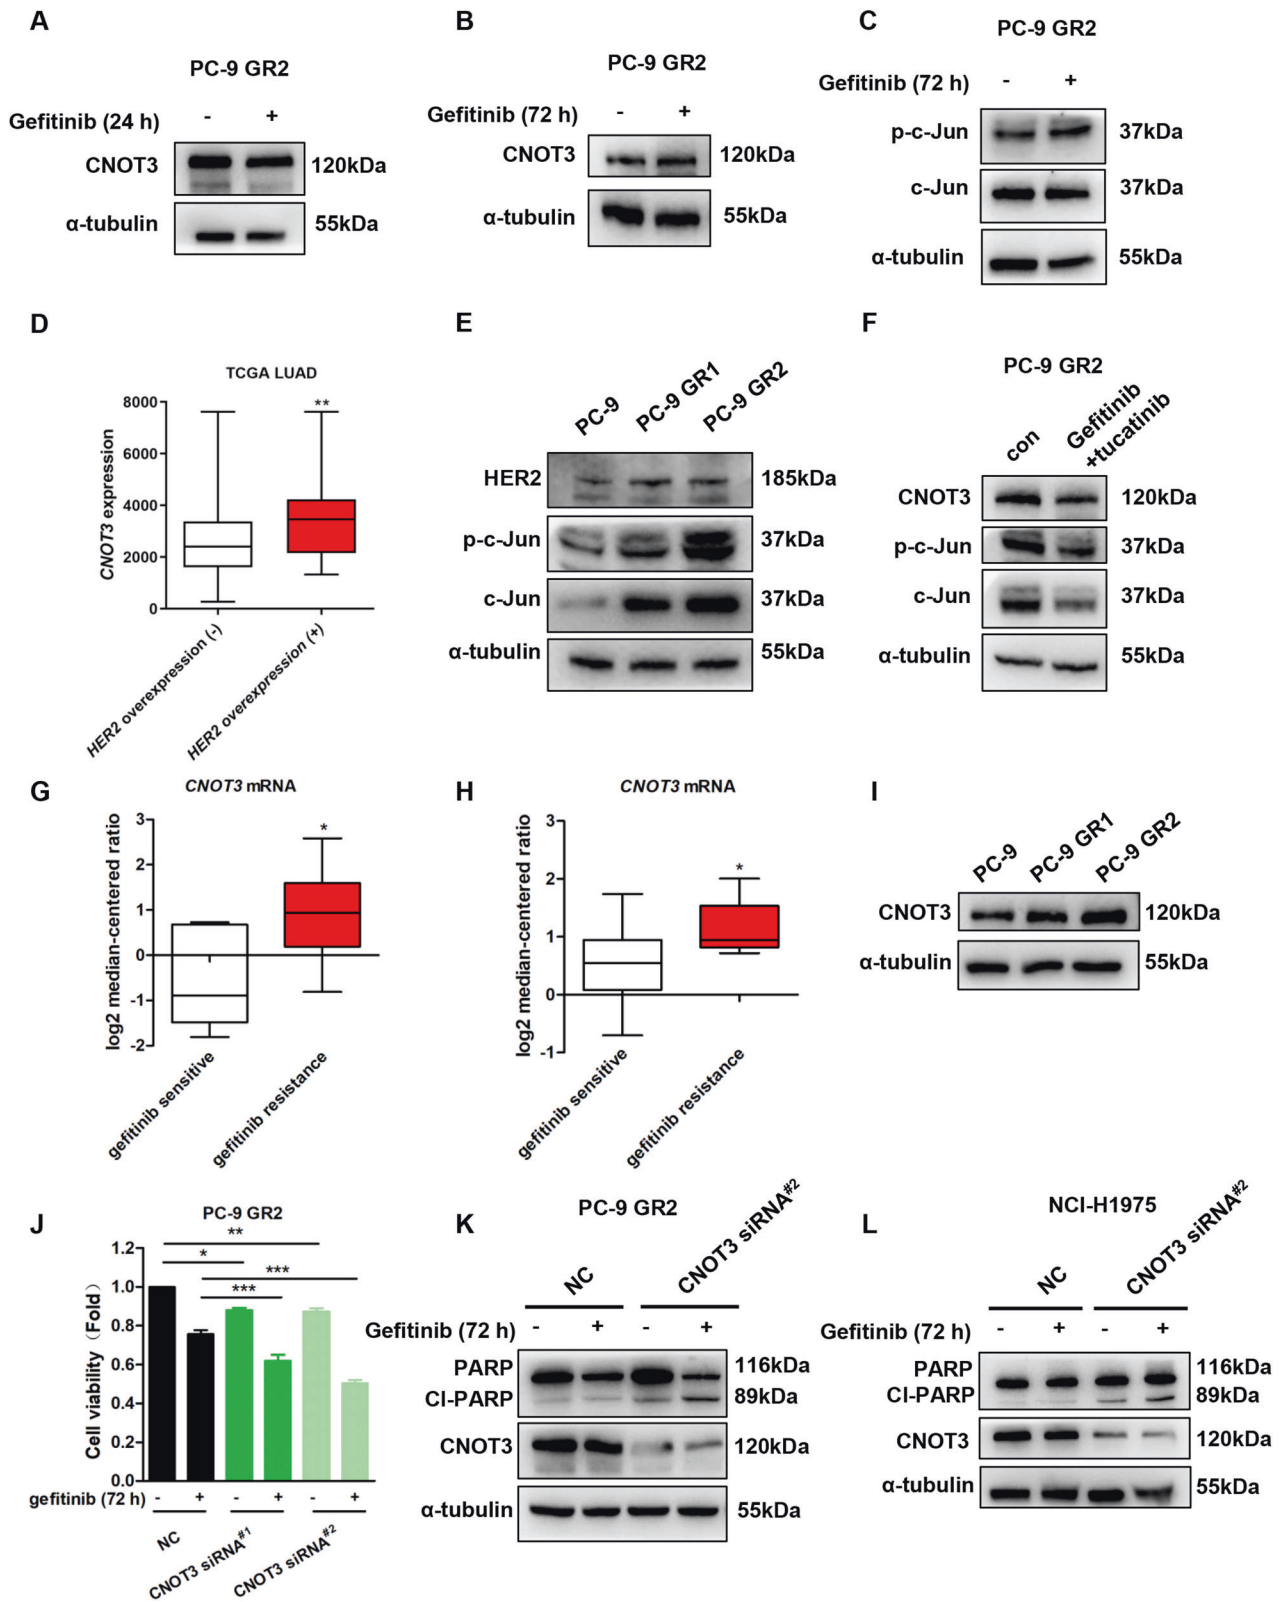 A
PC-9 GR2
Gefitinib (24 h) - +
CNOT3 120kDa
α-tubulin 55kDa
B
PC-9 GR2
Gefitinib (72 h) - +
CNOT3 120kDa
α-tubulin 55kDa
C
PC-9 GR2
Gefitinib (72 h) - +
p-c-Jun 37kDa
c-Jun 37kDa
α-tubulin 55kDa
D
TCGA LUAD
CNOT3 expression
8000
6000
4000
2000
0
**
HER2 overexpression (-)
HER2 overexpression (+)
E
PC-9 PC-9 GR1 PC-9 GR2
HER2 185kDa
p-c-Jun 37kDa
c-Jun 37kDa
α-tubulin 55kDa
F
PC-9 GR2
con Gefitinib
+tucatinib
CNOT3 120kDa
p-c-Jun 37kDa
c-Jun 37kDa
α-tubulin 55kDa
G
CNOT3 mRNA
log2 median-centered ratio
3
2
1
0
-1
-2
*
gefitinib sensitive
gefitinib resistance
H
CNOT3 mRNA
log2 median-centered ratio
3
2
1
0
-1
*
gefitinib sensitive
gefitinib resistance
I
PC-9 PC-9 GR1 PC-9 GR2
CNOT3 120kDa
α-tubulin 55kDa
J
PC-9 GR2
Cell viability（Fold）
1.2
1.0
0.8
0.6
0.4
0.2
0.0
**
*
***
***
gefitinib (72 h) - + - + - +
NC
CNOT3 siRNA#1
CNOT3 siRNA#2
K
PC-9 GR2
NC CNOT3 siRNA#2
Gefitinib (72 h) - + - +
PARP 116kDa
Cl-PARP 89kDa
CNOT3 120kDa
α-tubulin 55kDa
L
NCI-H1975
NC CNOT3 siRNA#2
Gefitinib (72 h) - + - +
PARP 116kDa
Cl-PARP 89kDa
CNOT3 120kDa
α-tubulin 55kDa